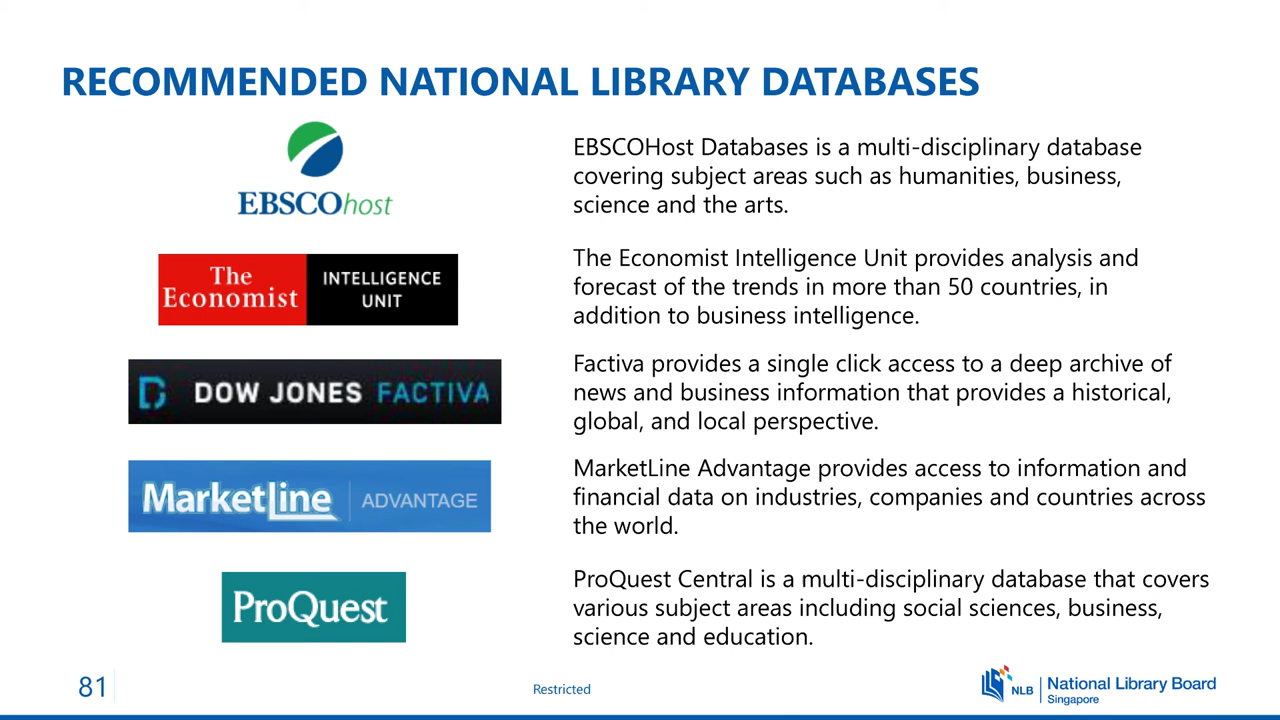 RECOMMENDED NATIONAL LIBRARY DATABASES
EBSCOhost
EBSCOHost Databases is a multi-disciplinary database
covering subject areas such as humanities, business,
science and the arts.
The
Economist
INTELLIGENCE
UNIT
The Economist Intelligence Unit provides analysis and
forecast of the trends in more than 50 countries, in
addition to business intelligence.
DOW JONES FACTIVA
Factiva provides a single click access to a deep archive of
news and business information that provides a historical,
global, and local perspective.
MarketLine ADVANTAGE
MarketLine Advantage provides access to information and
financial data on industries, companies and countries across
the world.
ProQuest
ProQuest Central is a multi-disciplinary database that covers
various subject areas including social sciences, business,
science and education.
81
Restricted
NLB
National Library Board
Singapore